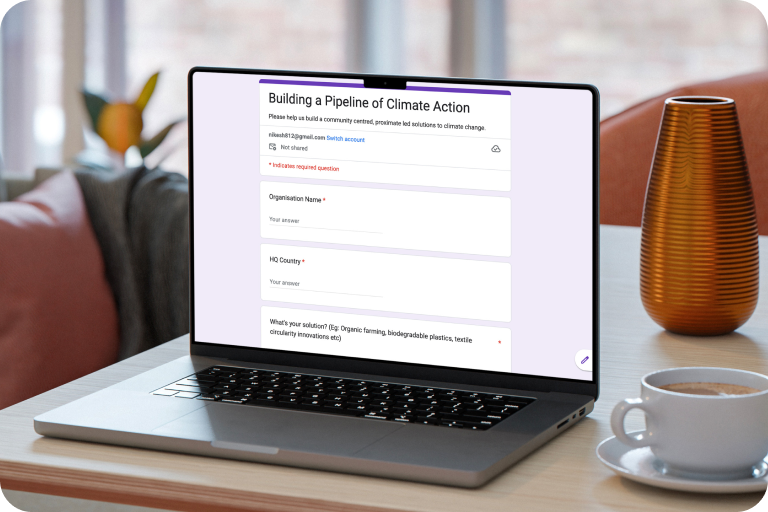 Building a Pipeline of Climate Action
Please help us build a community centred, proximate led solutions to climate change.
nikesh812@gmail.com Switch account
Not shared
* Indicates required question
Organisation Name *
Your answer
HQ Country *
Your answer
What's your solution? (Eg: Organic farming, biodegradable plastics, textile *
circularity innovations etc)